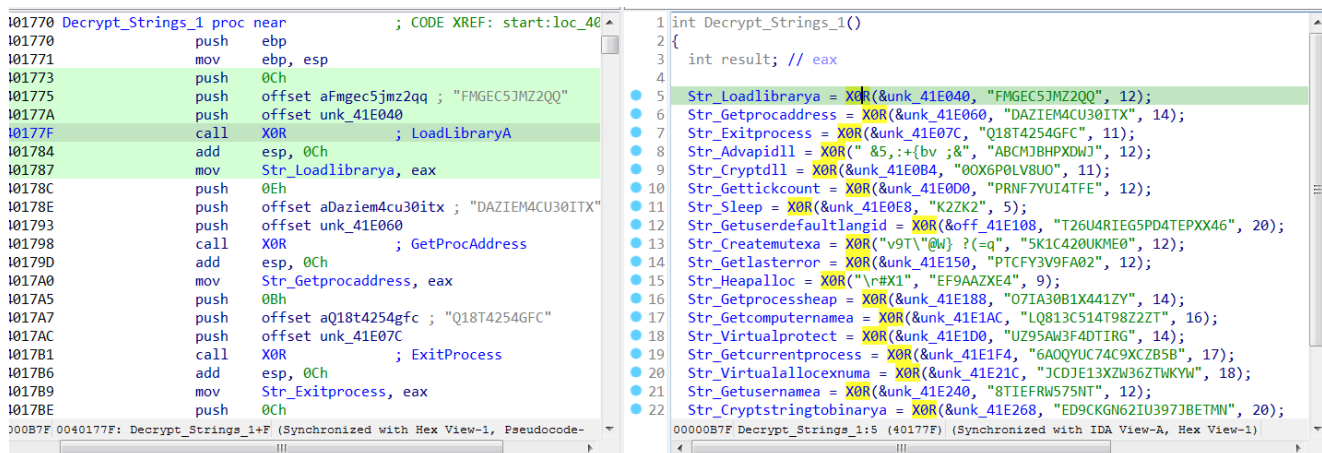 401770 Decrypt_Strings_1 proc near ; CODE XREF: start:loc_40
401770 push ebp
401771 mov ebp, esp
401773 push 0Ch
401775 push offset aFmgec5jmz2qq ; "FMGEC5JMZ2QQ"
40177A push offset unk_41E040
40177F call X0R ; LoadLibraryA
401784 add esp, 0Ch
401787 mov Str_Loadlibrarya, eax
40178C push 0Eh
40178E push offset aDaziem4cu30itx ; "DAZIEM4CU30ITX"
401793 push offset unk_41E060
401798 call X0R ; GetProcAddress
40179D add esp, 0Ch
4017A0 mov Str_Getprocaddress, eax
4017A5 push 0Bh
4017A7 push offset aQ18t4254gfc ; "Q18T4254GFC"
4017AC push offset unk_41E07C
4017B1 call X0R ; ExitProcess
4017B6 add esp, 0Ch
4017B9 mov Str_Exitprocess, eax
4017BE push 0Ch
000B7F 0040177F: Decrypt_Strings_1+F (Synchronized with Hex View-1, Pseudocode-
1 int Decrypt_Strings_1()
2 {
3 int result; // eax
4
5 Str_Loadlibrarya = X0R(&unk_41E040, "FMGEC5JMZ2QQ", 12);
6 Str_Getprocaddress = X0R(&unk_41E060, "DAZIEM4CU30ITX", 14);
7 Str_Exitprocess = X0R(&unk_41E07C, "Q18T4254GFC", 11);
8 Str_Advapidll = X0R(" &5,:+{bv ;&", "ABCMJBHPXDWJ", 12);
9 Str_Cryptdll = X0R(&unk_41E0B4, "0OX6P0LV8UO", 11);
10 Str_Gettickcount = X0R(&unk_41E0D0, "PRNF7YUI4TFE", 12);
11 Str_Sleep = X0R(&unk_41E0E8, "K2ZK2", 5);
12 Str_Getuserdefaultlangid = X0R(&off_41E108, "T26U4RIEG5PD4TEPXX46", 20);
13 Str_Createmutexa = X0R("v9T\"@W} ?(=q", "5K1C420UKME0", 12);
14 Str_Getlasterror = X0R(&unk_41E150, "PTCFY3V9FA02", 12);
15 Str_Heapalloc = X0R("\r#X1", "EF9AAZXE4", 9);
16 Str_Getprocessheap = X0R(&unk_41E188, "O7IA30B1X441ZY", 14);
17 Str_Getcomputernamea = X0R(&unk_41E1AC, "LQ813C514T98Z2ZT", 16);
18 Str_Virtualprotect = X0R(&unk_41E1D0, "UZ95AW3F4DTIRG", 14);
19 Str_Getcurrentprocess = X0R(&unk_41E1F4, "6AOQYUC74C9XCZB5B", 17);
20 Str_Virtualallocexnuma = X0R(&unk_41E21C, "JCDJE13XZW36ZTWKYW", 18);
21 Str_Getusernamea = X0R(&unk_41E240, "8TIEFRW575NT", 12);
22 Str_Cryptstringtobinarya = X0R(&unk_41E268, "ED9CKGN62IU397JBETMN", 20);
00000B7F Decrypt_Strings_1:5 (40177F) (Synchronized with IDA View-A, Hex View-1)